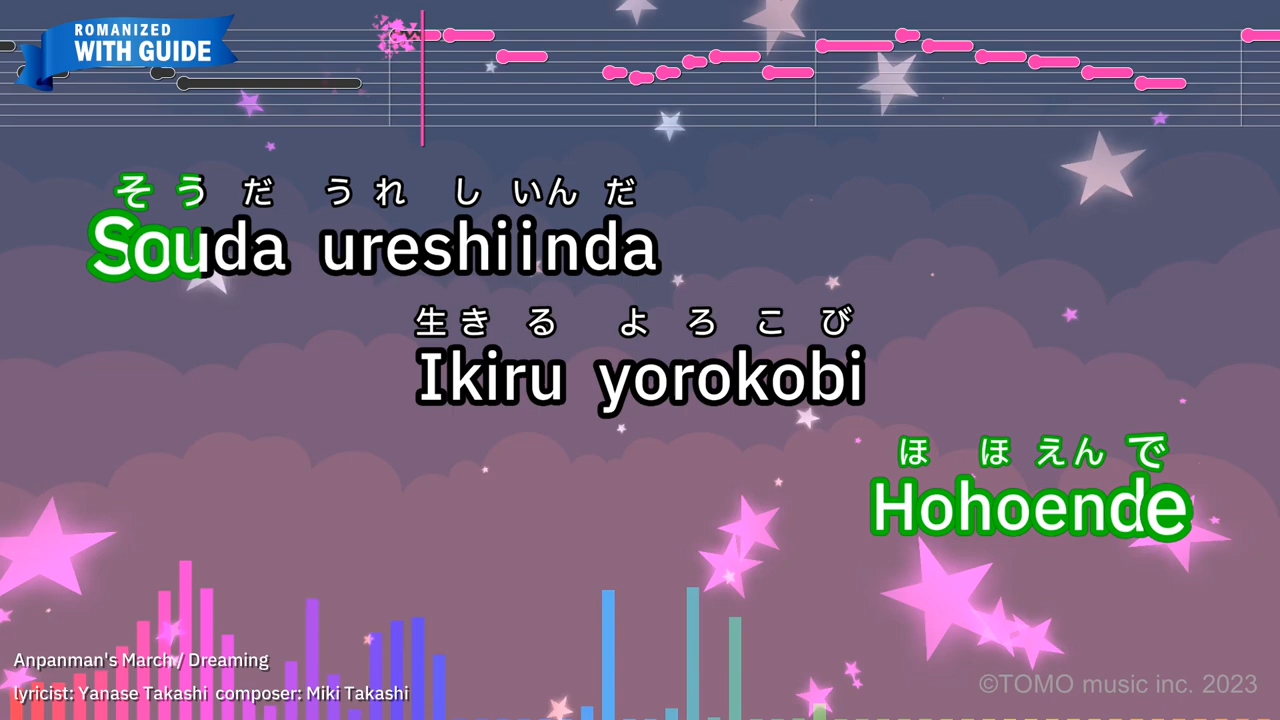 ROMANIZED
WITH GUIDE
そうだ うれしいんだ
Souda ureshiinda
生きる よろこび
Ikiru yorokobi
ほほえんで
Hohoende
Anpanman's March / Dreaming
lyricist: Yanase Takashi composer: Miki Takashi
©TOMO music inc. 2023